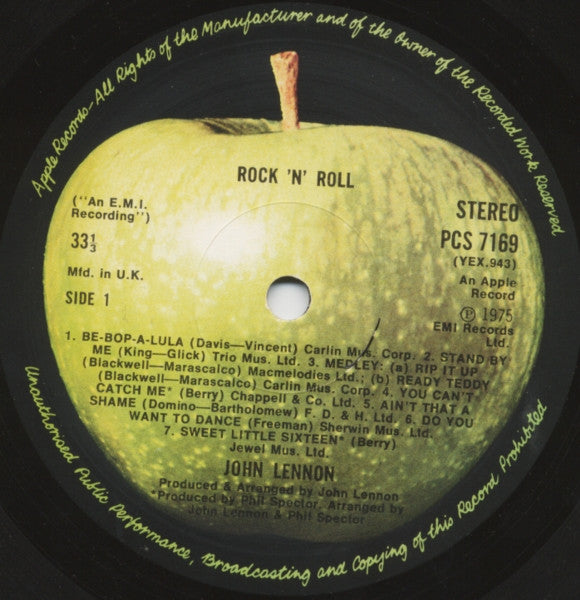 Apple Records—All Rights of the Manufacturer and of the Owner of the Recorded Work Reserved
ROCK 'N' ROLL
("An E.M.I.
Recording")
33⅓
Mfd. in U.K.
SIDE 1
STEREO
PCS 7169
(YEX.943)
An Apple
Record
℗ 1975
EMI Records
Ltd.
1. BE-BOP-A-LULA (Davis—Vincent) Carlin Mus. Corp. 2. STAND BY
ME (King—Glick) Trio Mus. Ltd. 3. MEDLEY: (a) RIP IT UP
(Blackwell—Marascalco) Macmelodies Ltd.; (b) READY TEDDY
(Blackwell—Marascalco) Carlin Mus. Corp. 4. YOU CAN'T
CATCH ME* (Berry) Chappell & Co. Ltd. 5. AIN'T THAT A
SHAME (Domino—Bartholomew) F. D. & H. Ltd. 6. DO YOU
WANT TO DANCE (Freeman) Sherwin Mus. Ltd.
7. SWEET LITTLE SIXTEEN* (Berry)
Jewel Mus. Ltd.
JOHN LENNON
Produced & Arranged by John Lennon
*Produced by Phil Spector, Arranged by
John Lennon & Phil Spector
Unauthorised Public Performance, Broadcasting and Copying of this Record Prohibited